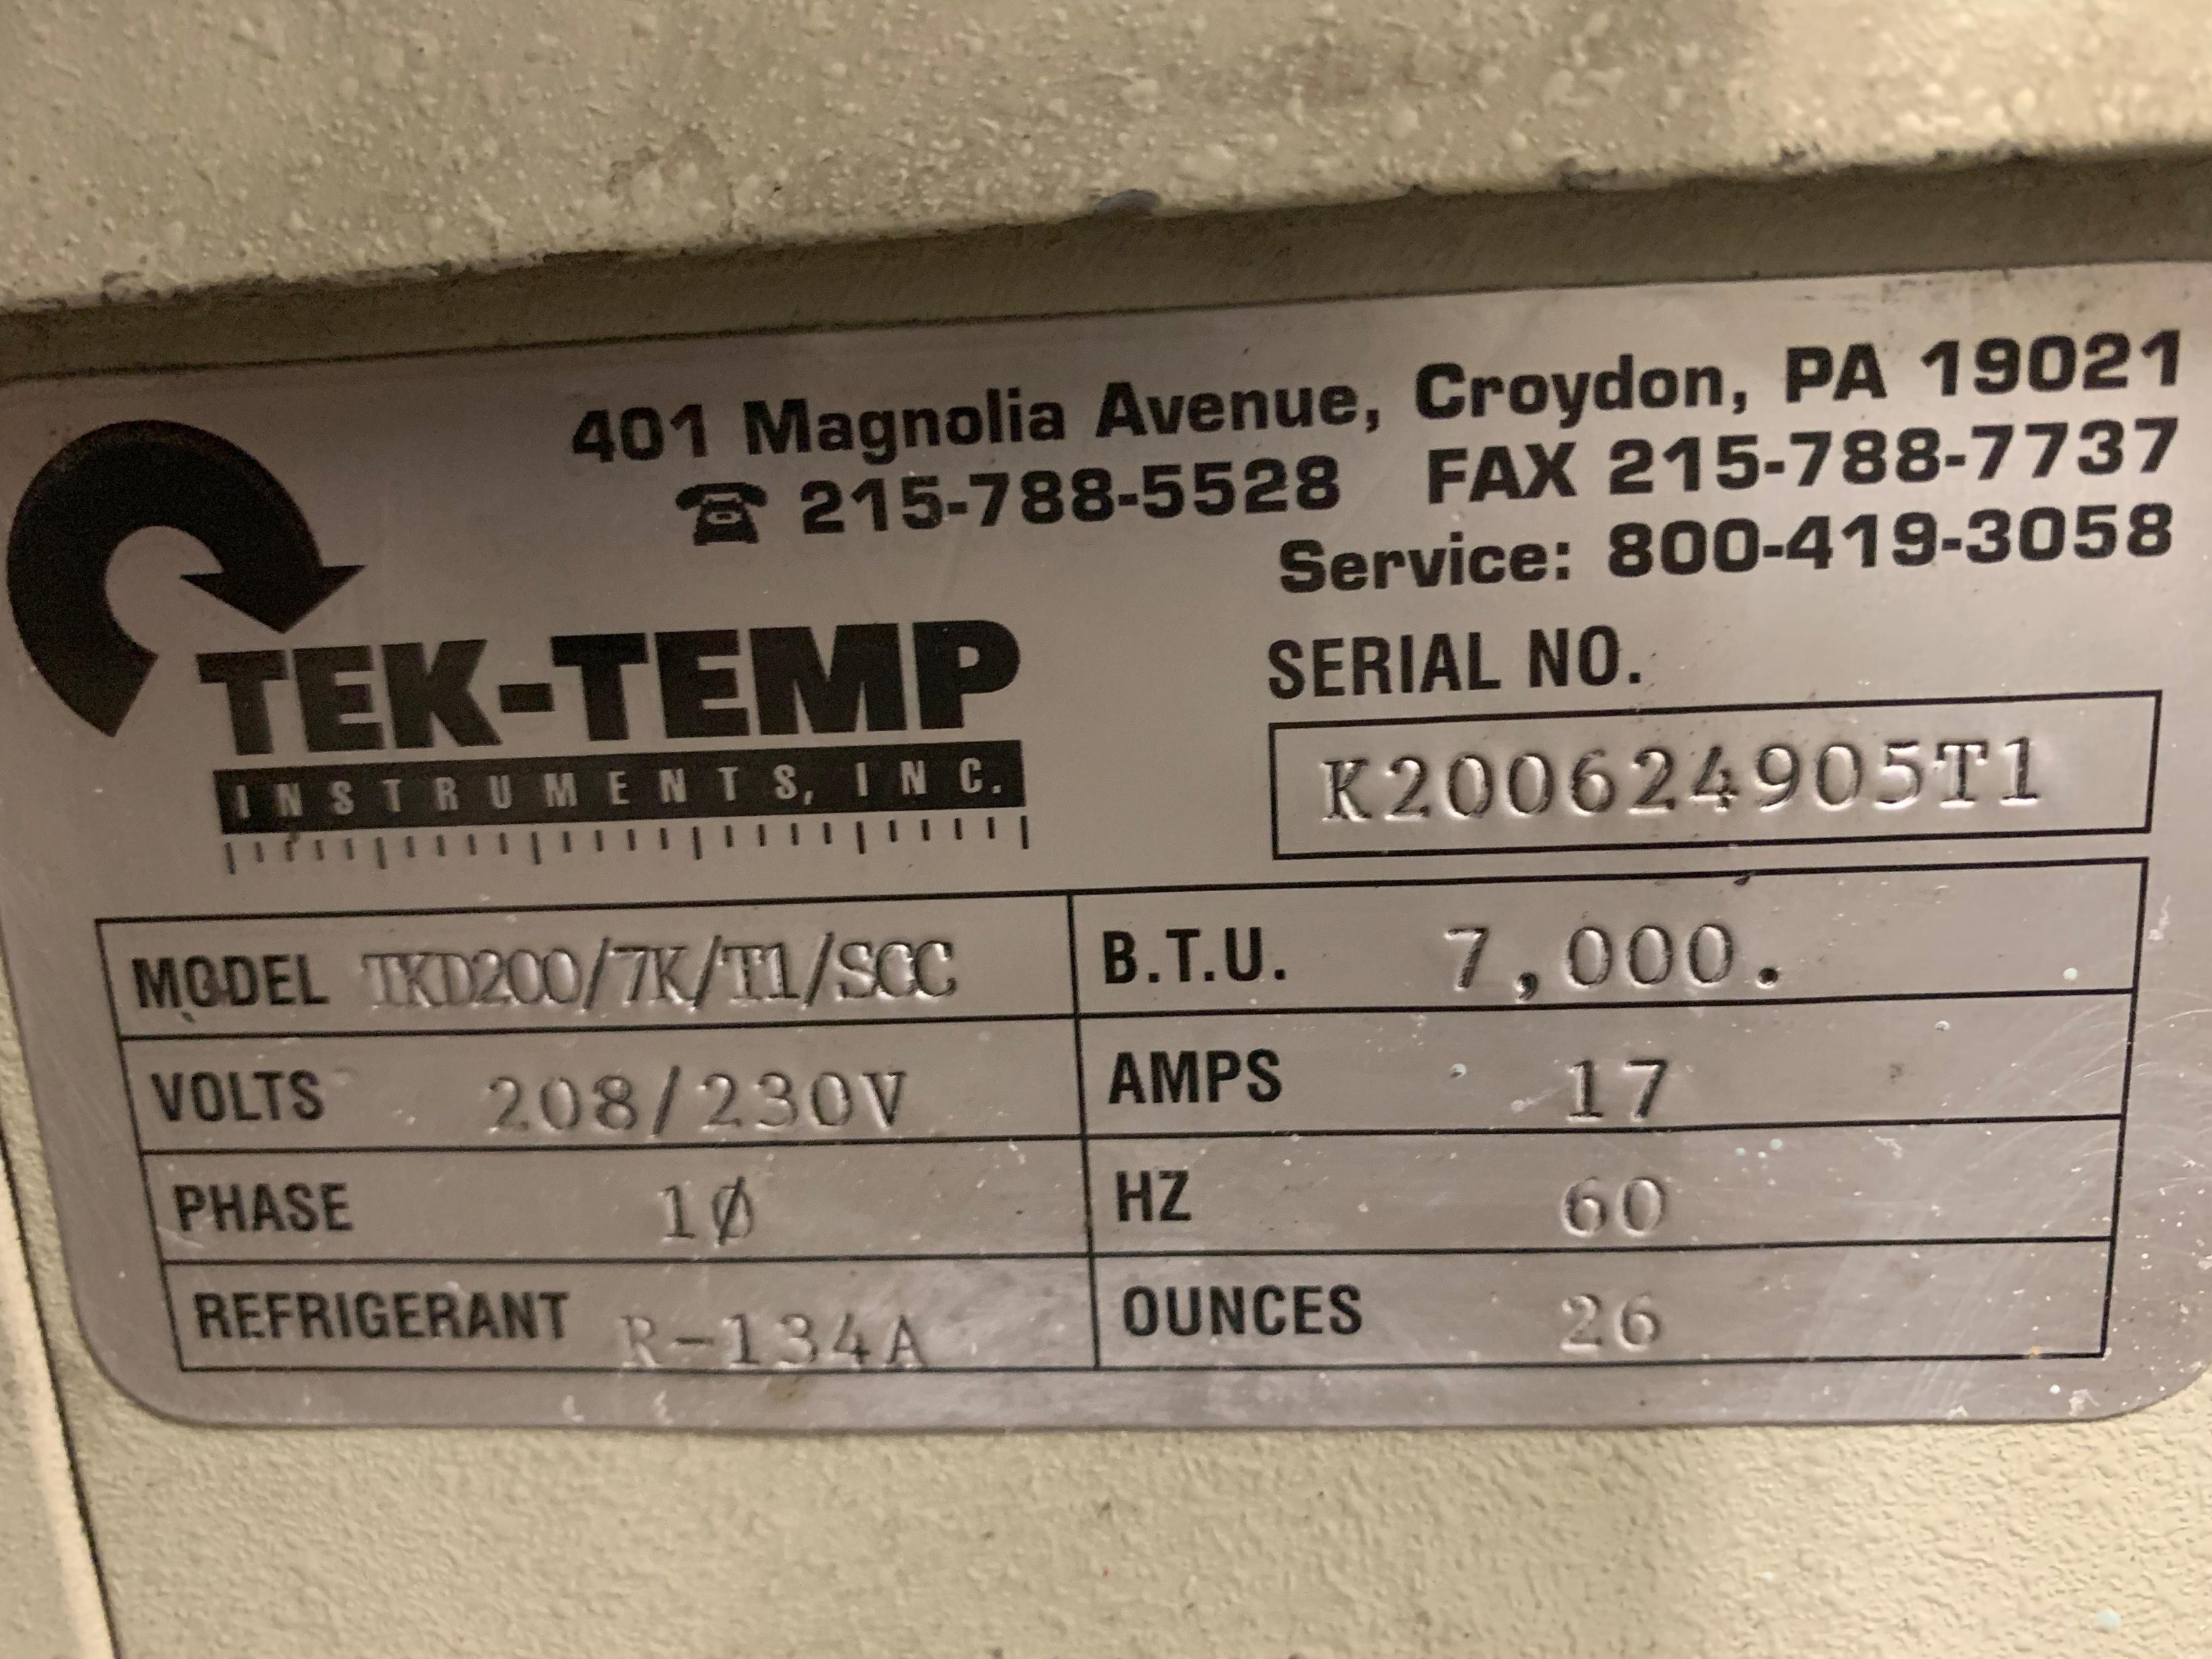 401 Magnolia Avenue, Croydon, PA 19021
☎ 215-788-5528 FAX 215-788-7737
Service: 800-419-3058
TEK-TEMP
INSTRUMENTS, INC.
SERIAL NO.
K200624905T1
MODEL TKD200/7K/T1/SCC
B.T.U. 7,000.
VOLTS 208/230V
AMPS 17
PHASE 1Ø
HZ 60
REFRIGERANT R-134A
OUNCES 26